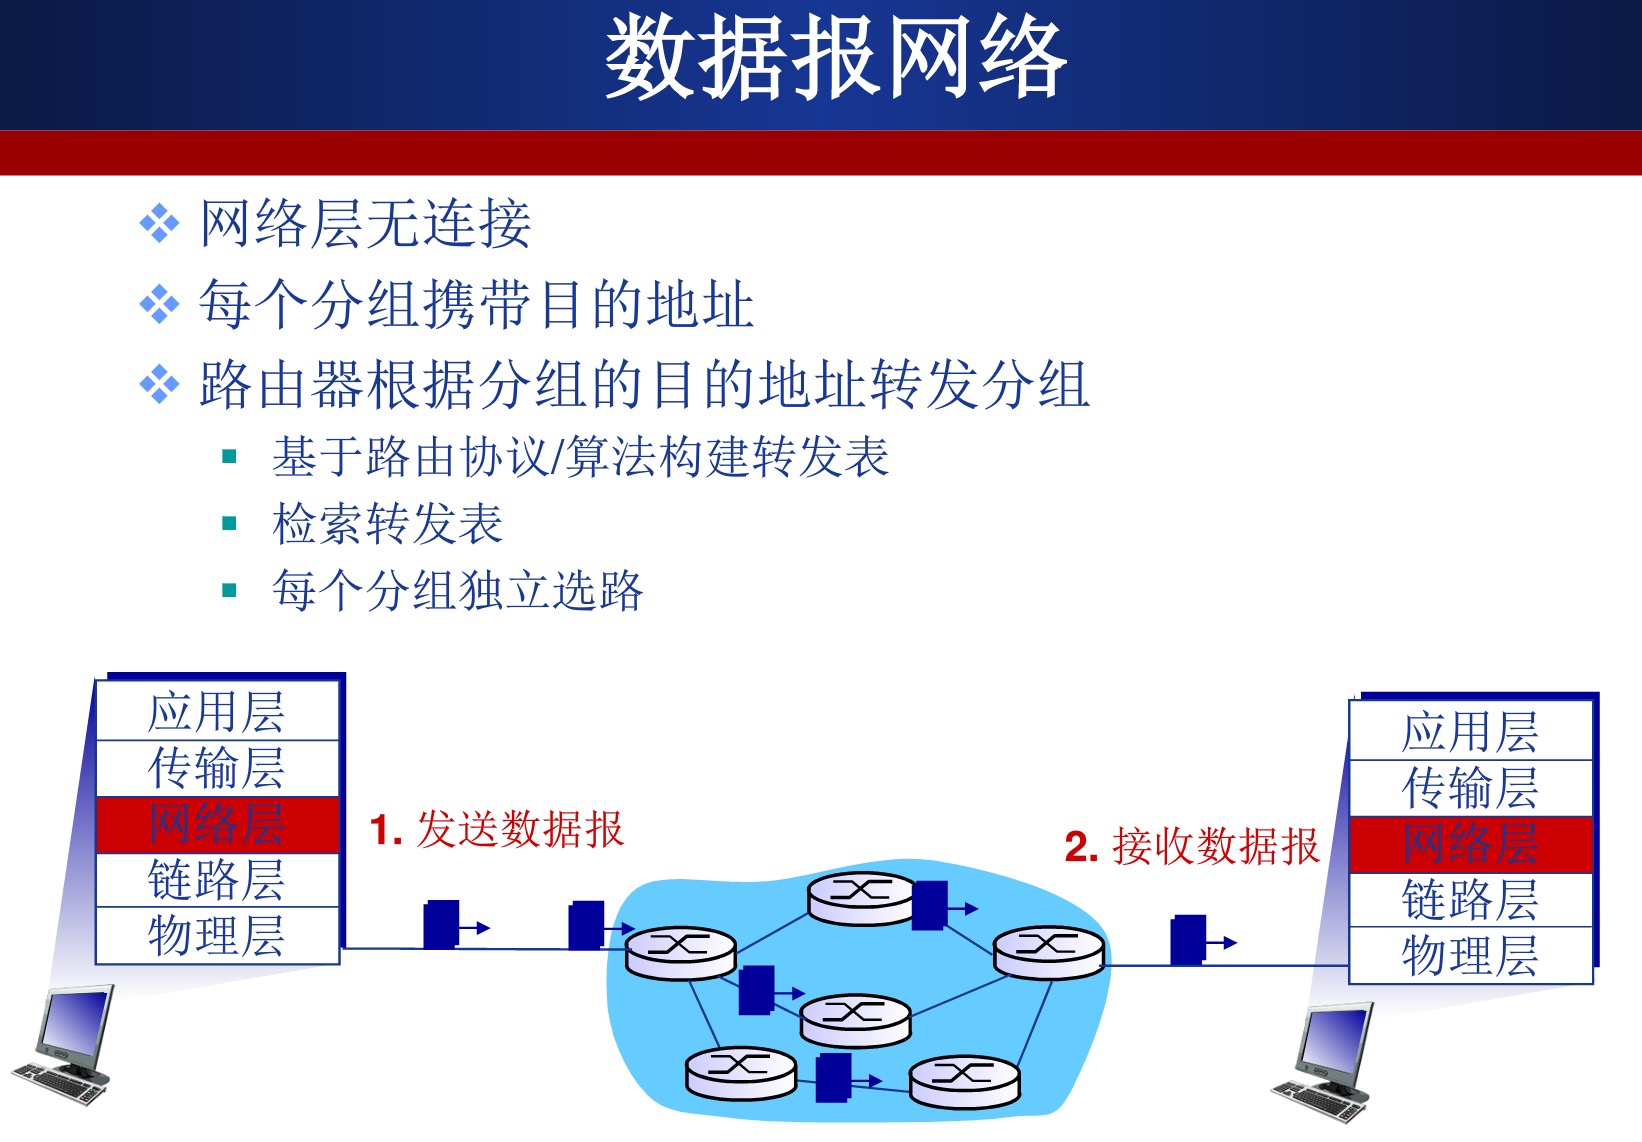 数据报网络
网络层无连接
每个分组携带目的地址
路由器根据分组的目的地址转发分组
基于路由协议/算法构建转发表
检索转发表
每个分组独立选路
应用层
传输层
网络层
链路层
物理层
1. 发送数据报
2. 接收数据报
应用层
传输层
网络层
链路层
物理层